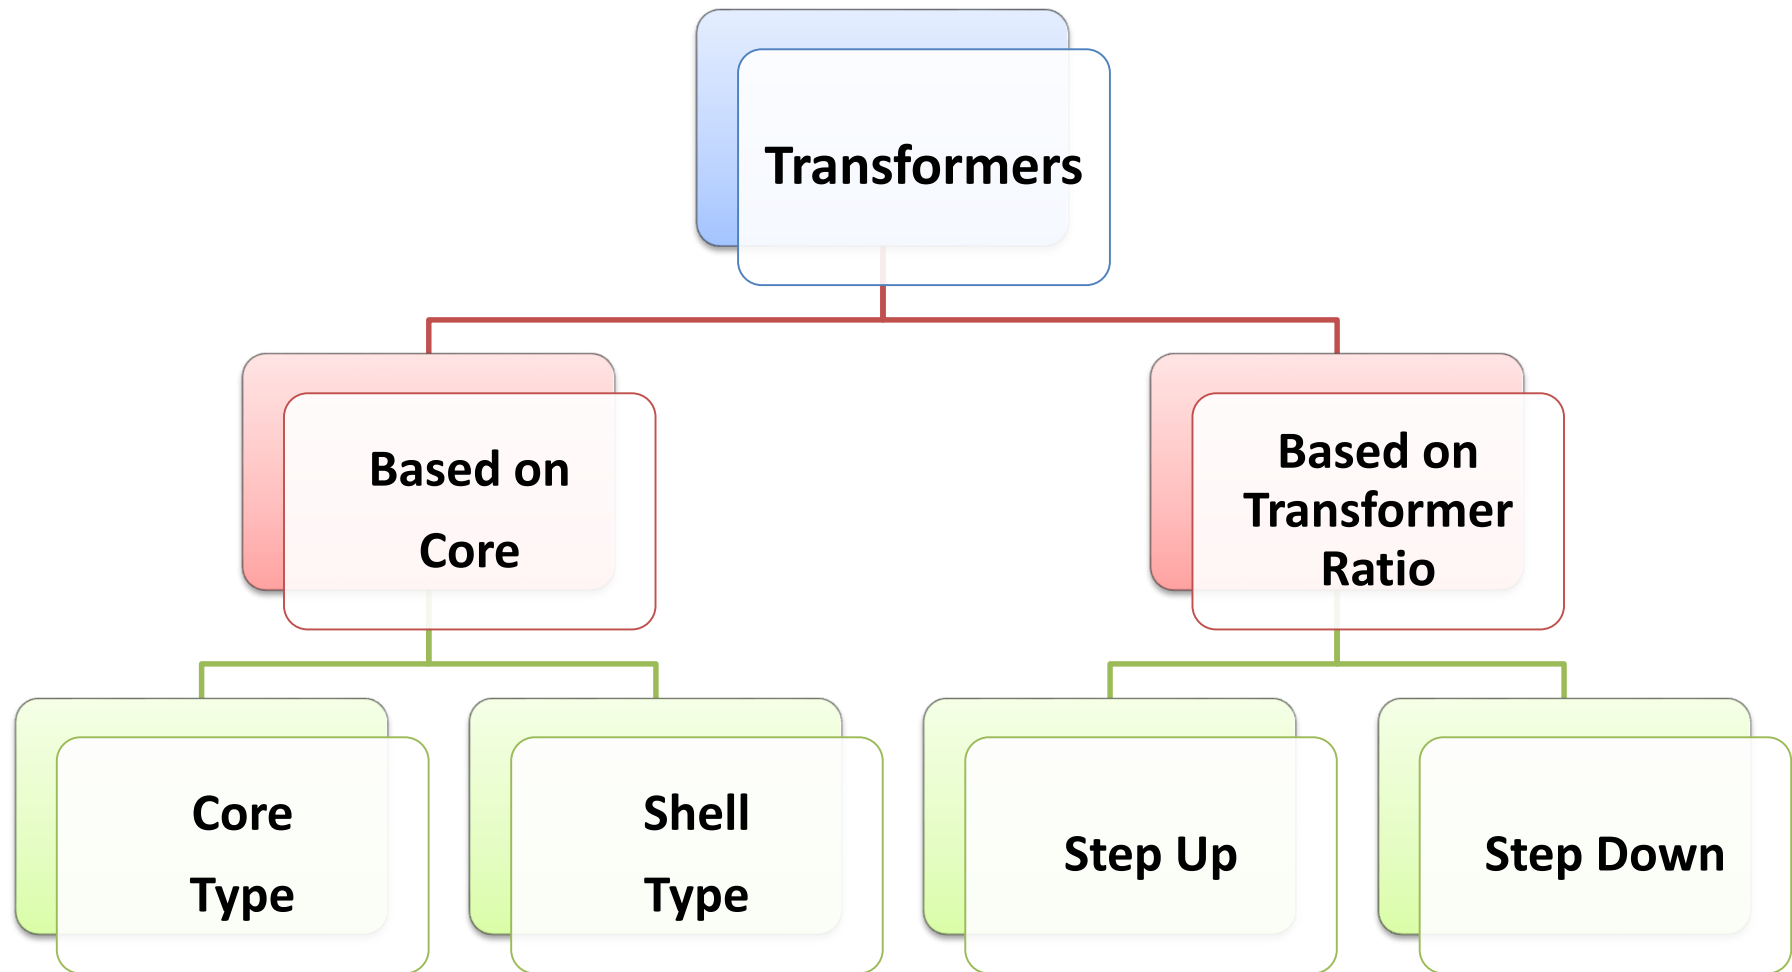 Transformers
Based on
Core
Based on
Transformer
Ratio
Core
Type
Shell
Type
Step Up
Step Down